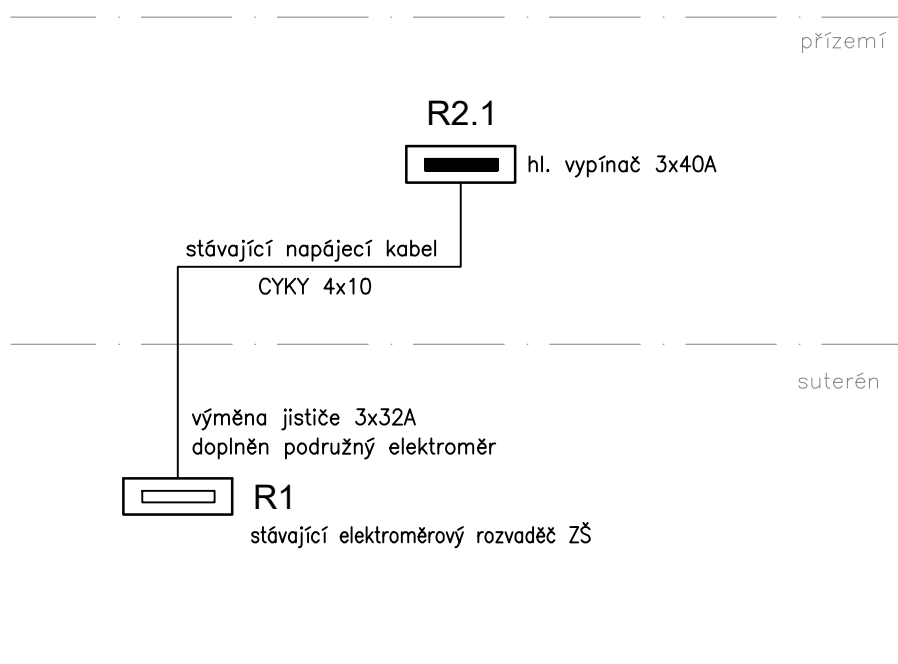 přízemí
R2.1
hl. vypínač 3x40A
stávající napájecí kabel
CYKY 4x10
suterén
výměna jističe 3x32A
doplněn podružný elektroměr
R1
stávající elektroměrový rozvaděč ZŠ